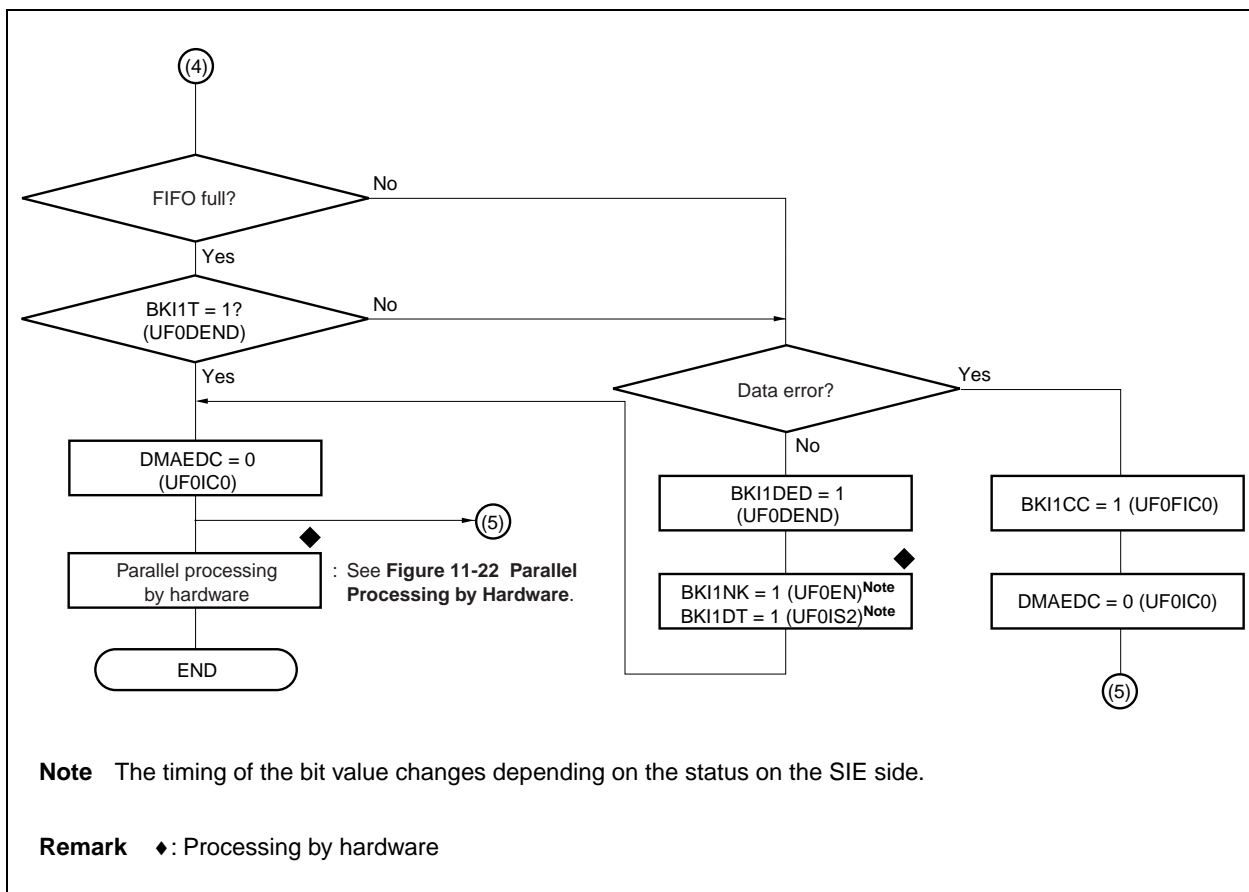 (4)
FIFO full?
No
Yes
BKI1T = 1?
(UF0DEND)
No
Yes
Data error?
Yes
No
DMAEDC = 0
(UF0IC0)
(5)
BKI1DED = 1
(UF0DEND)
BKI1CC = 1 (UF0FIC0)
◆
Parallel processing
by hardware
: See Figure 11-22 Parallel
Processing by Hardware.
◆
BKI1NK = 1 (UF0EN)Note
BKI1DT = 1 (UF0IS2)Note
DMAEDC = 0 (UF0IC0)
END
(5)
Note The timing of the bit value changes depending on the status on the SIE side.
Remark ♦: Processing by hardware